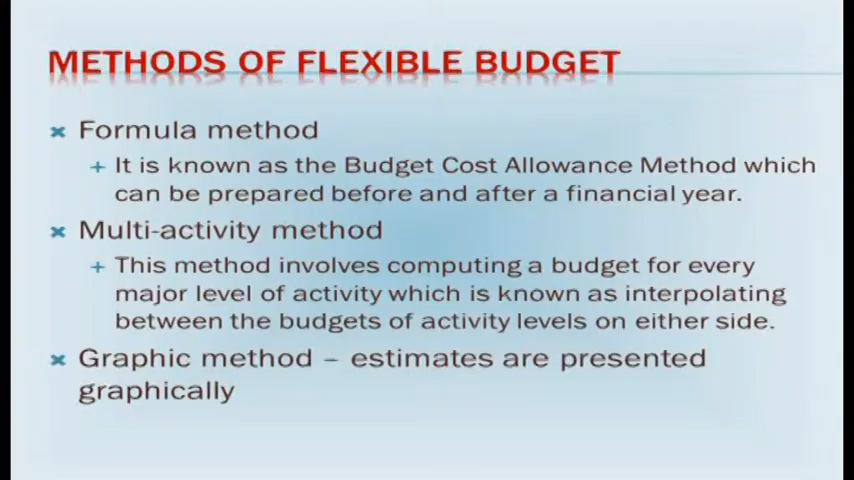 METHODS OF FLEXIBLE BUDGET
Formula method
It is known as the Budget Cost Allowance Method which
can be prepared before and after a financial year.
Multi-activity method
This method involves computing a budget for every
major level of activity which is known as interpolating
between the budgets of activity levels on either side.
Graphic method – estimates are presented
graphically